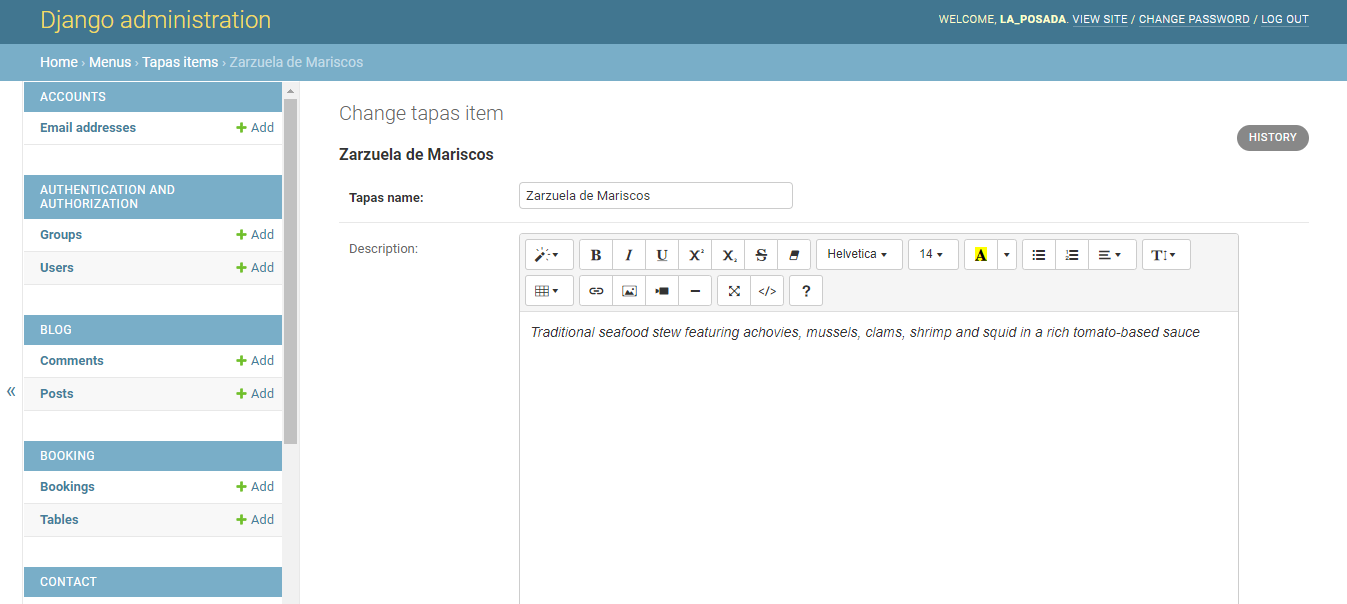 Django administration
WELCOME, LA_POSADA. VIEW SITE / CHANGE PASSWORD / LOG OUT
Home › Menus › Tapas items › Zarzuela de Mariscos
«
ACCOUNTS
Email addresses + Add
AUTHENTICATION AND
AUTHORIZATION
Groups + Add
Users + Add
BLOG
Comments + Add
Posts + Add
BOOKING
Bookings + Add
Tables + Add
CONTACT
Change tapas item
HISTORY
Zarzuela de Mariscos
Tapas name: Zarzuela de Mariscos
Description:
B I U X² X₂ S Helvetica 14 A T
</> ?
Traditional seafood stew featuring achovies, mussels, clams, shrimp and squid in a rich tomato-based sauce